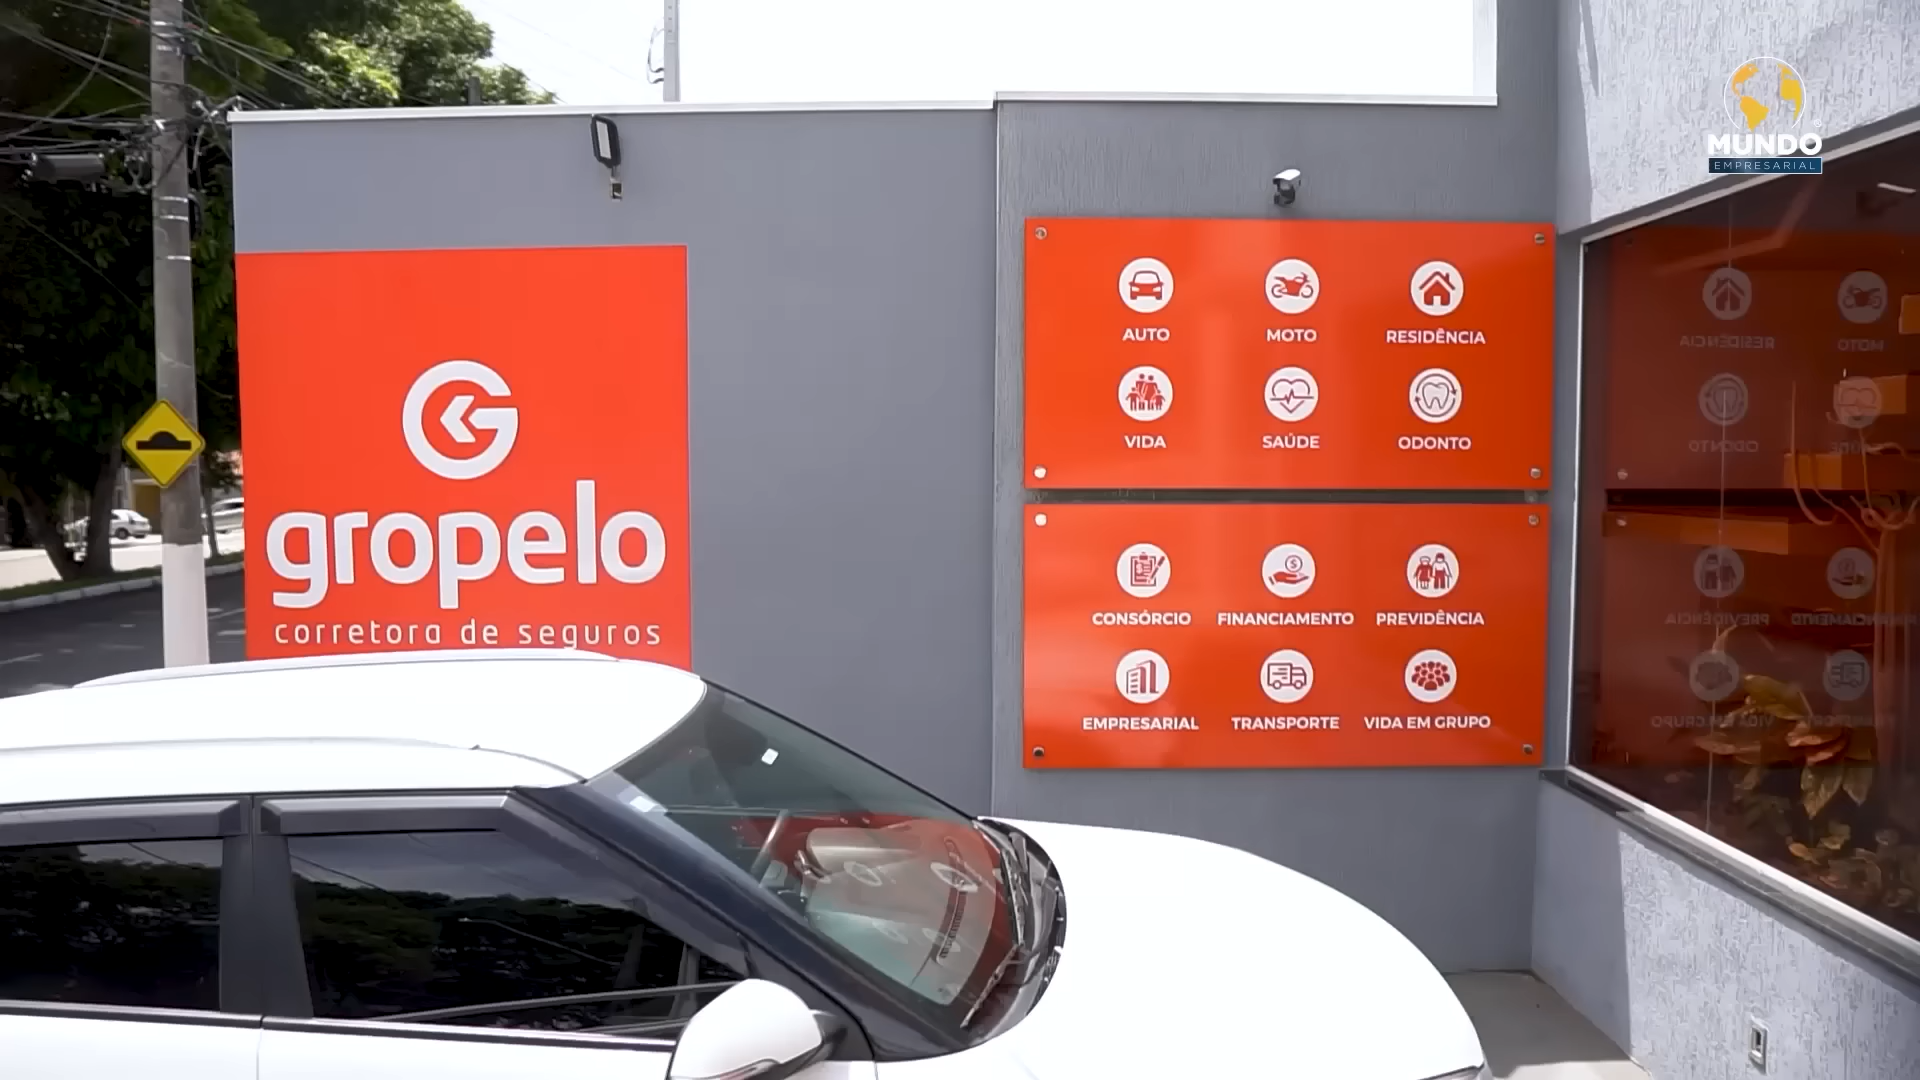 MUNDO
EMPRESARIAL
gropelo
corretora de seguros
AUTO MOTO RESIDÊNCIA
VIDA SAÚDE ODONTO
CONSÓRCIO FINANCIAMENTO PREVIDÊNCIA
EMPRESARIAL TRANSPORTE VIDA EM GRUPO